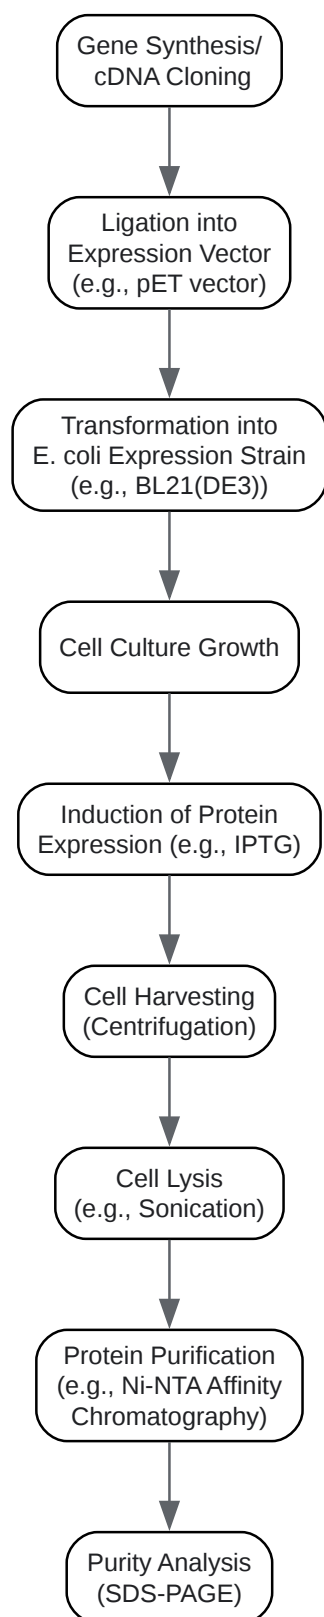 Gene Synthesis/
cDNA Cloning
Ligation into
Expression Vector
(e.g., pET vector)
Transformation into
E. coli Expression Strain
(e.g., BL21(DE3))
Cell Culture Growth
Induction of Protein
Expression (e.g., IPTG)
Cell Harvesting
(Centrifugation)
Cell Lysis
(e.g., Sonication)
Protein Purification
(e.g., Ni-NTA Affinity
Chromatography)
Purity Analysis
(SDS-PAGE)